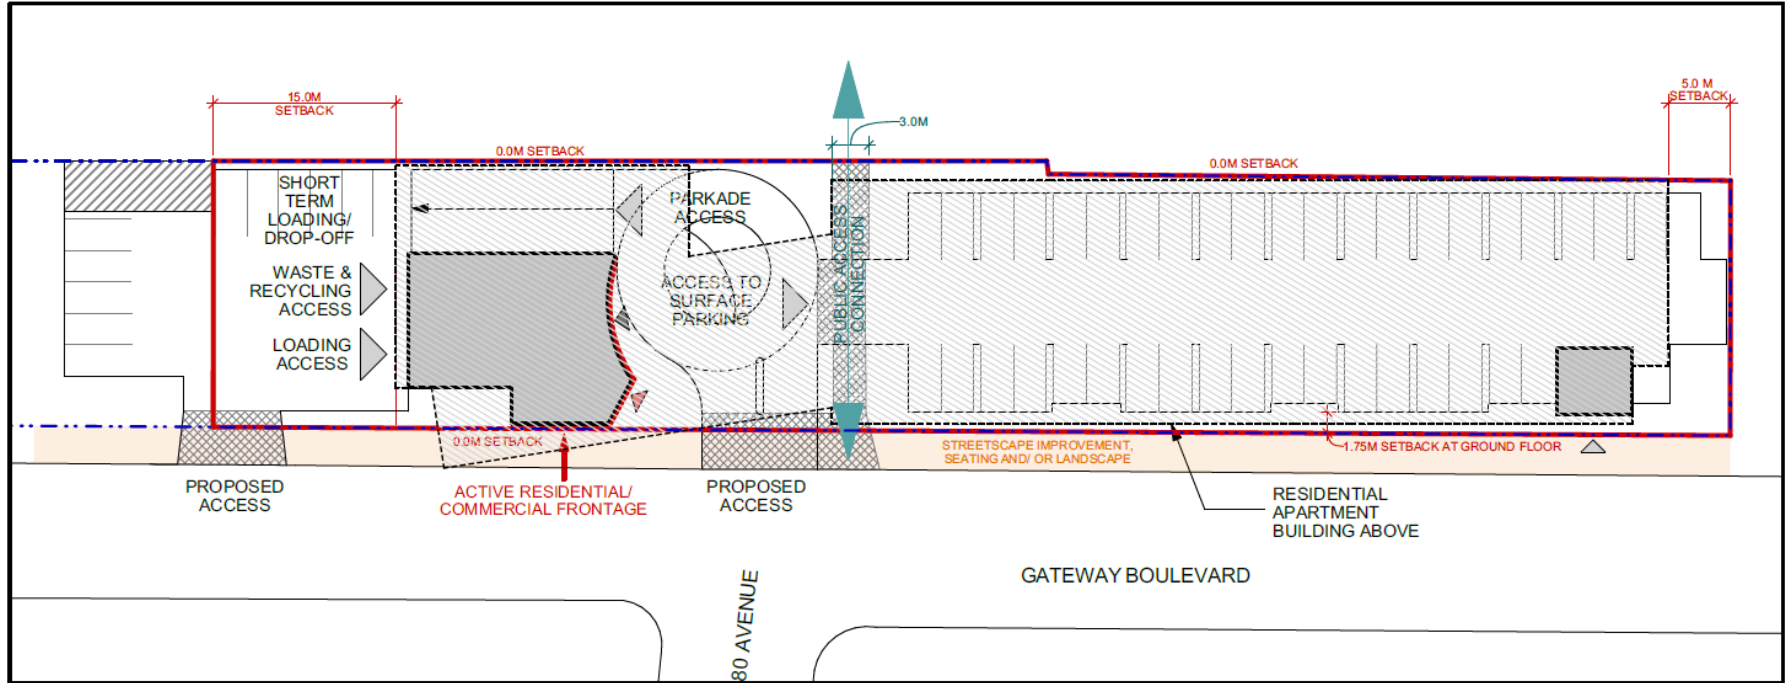 15.0M
SETBACK
5.0 M
SETBACK
3.0M
0.0M SETBACK
0.0M SETBACK
SHORT
TERM
LOADING/
DROP-OFF
PARKADE
ACCESS
WASTE &
RECYCLING
ACCESS
ACCESS TO
SURFACE
PARKING
PUBLIC ACCESS
CONNECTION
LOADING
ACCESS
0.0M SETBACK
STREETSCAPE IMPROVEMENT,
SEATING AND/ OR LANDSCAPE
1.75M SETBACK AT GROUND FLOOR
PROPOSED
ACCESS
ACTIVE RESIDENTIAL/
COMMERCIAL FRONTAGE
PROPOSED
ACCESS
RESIDENTIAL
APARTMENT
BUILDING ABOVE
GATEWAY BOULEVARD
80 AVENUE